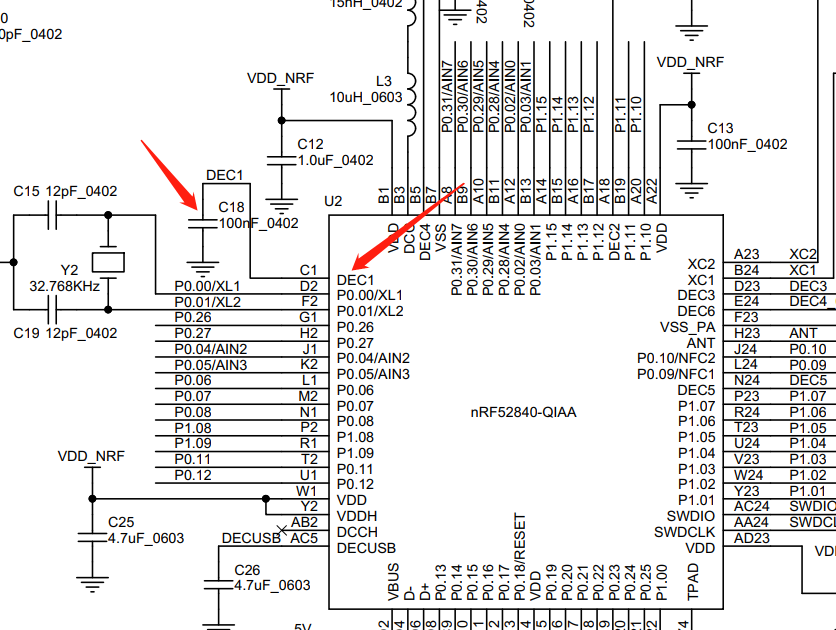 0pF_0402
15nH_0402
0402
0402
VDD_NRF
VDD_NRF
L3
10uH_0603
P0.31/AIN7
P0.30/AIN6
P0.29/AIN5
P0.28/AIN4
P0.02/AIN0
P0.03/AIN1
P1.15
P1.14
P1.13
P1.12
P1.11
P1.10
C12
1.0uF_0402
C13
100nF_0402
DEC1
C15 12pF_0402
C18
100nF_0402
Y2
32.768KHz
C19 12pF_0402
U2
B1
B3
B5
B7
A8
B9
A10
B11
A12
B13
A14
B15
A16
B17
A18
B19
A20
A22
VDD
DCC
DEC4
VSS
P0.31/AIN7
P0.30/AIN6
P0.29/AIN5
P0.28/AIN4
P0.02/AIN0
P0.03/AIN1
P1.15
P1.14
P1.13
P1.12
DEC2
P1.11
P1.10
VDD
C1 DEC1
P0.00/XL1 D2 P0.00/XL1
P0.01/XL2 F2 P0.01/XL2
P0.26 G1 P0.26
P0.27 H2 P0.27
P0.04/AIN2 J1 P0.04/AIN2
P0.05/AIN3 K2 P0.05/AIN3
P0.06 L1 P0.06
P0.07 M2 P0.07
P0.08 N1 P0.08
P1.08 P2 P1.08
P1.09 R1 P1.09
P0.11 T2 P0.11
P0.12 U1 P0.12
W1 VDD
Y2 VDDH
AB2 DCCH
DECUSB AC5 DECUSB
nRF52840-QIAA
XC2 A23 XC2
XC1 B24 XC1
DEC3 D23 DEC3
DEC6 E24 DEC4_
VSS_PA F23
ANT H23 ANT
P0.10/NFC2 J24 P0.10
P0.09/NFC1 L24 P0.09
DEC5 N24 DEC5
P1.07 P23 P1.07
P1.06 R24 P1.06
P1.05 T23 P1.05
P1.04 U24 P1.04
P1.03 V23 P1.03
P1.02 W24 P1.02
P1.01 Y23 P1.01
SWDIO AC24 SWDIO
SWDCLK AA24 SWDCL
VDD AD23
VD
VDD_NRF
C25
4.7uF_0603
C26
4.7uF_0603
VBUS
D-
D+
P0.13
P0.14
P0.15
P0.16
P0.17
P0.18/RESET
VDD
P0.19
P0.20
P0.21
P0.22
P0.23
P0.24
P0.25
P1.00
TPAD
5V